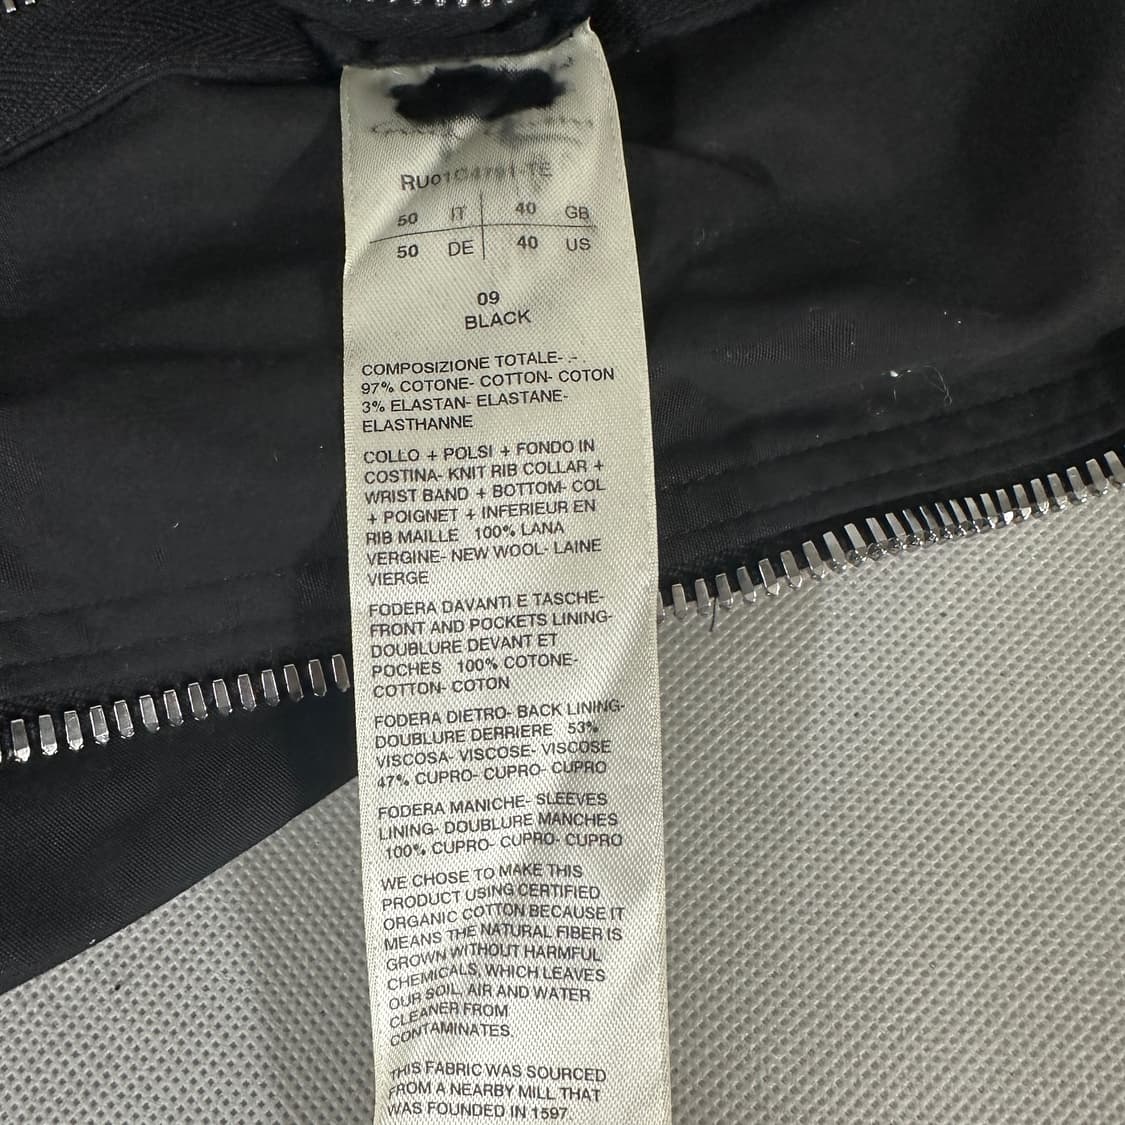 RU01C4791-TE
50 IT 40 GB
50 DE 40 US
09
BLACK
COMPOSIZIONE TOTALE- -
97% COTONE- COTTON- COTON
3% ELASTAN- ELASTANE-
ELASTHANNE
COLLO + POLSI + FONDO IN
COSTINA- KNIT RIB COLLAR +
WRIST BAND + BOTTOM- COL
+ POIGNET + INFERIEUR EN
RIB MAILLE 100% LANA
VERGINE- NEW WOOL- LAINE
VIERGE
FODERA DAVANTI E TASCHE-
FRONT AND POCKETS LINING-
DOUBLURE DEVANT ET
POCHES 100% COTONE-
COTTON- COTON
FODERA DIETRO- BACK LINING-
DOUBLURE DERRIERE 53%
VISCOSA- VISCOSE- VISCOSE
47% CUPRO- CUPRO- CUPRO
FODERA MANICHE- SLEEVES
LINING- DOUBLURE MANCHES
100% CUPRO- CUPRO- CUPRO
WE CHOSE TO MAKE THIS
PRODUCT USING CERTIFIED
ORGANIC COTTON BECAUSE IT
MEANS THE NATURAL FIBER IS
GROWN WITHOUT HARMFUL
CHEMICALS, WHICH LEAVES
OUR SOIL, AIR AND WATER
CLEANER FROM
CONTAMINATES.
THIS FABRIC WAS SOURCED
FROM A NEARBY MILL THAT
WAS FOUNDED IN 1597